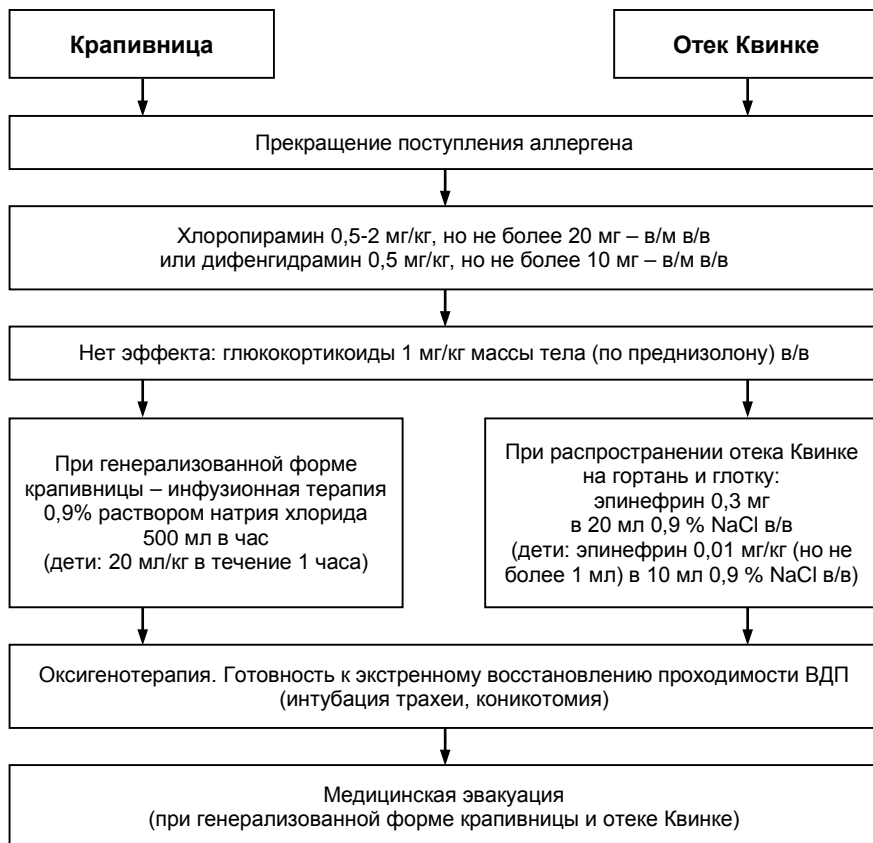 Крапивница
Отек Квинке
Прекращение поступления аллергена
Хлоропирамин 0,5-2 мг/кг, но не более 20 мг – в/м в/в
или дифенгидрамин 0,5 мг/кг, но не более 10 мг – в/м в/в
Нет эффекта: глюкокортикоиды 1 мг/кг массы тела (по преднизолону) в/в
При генерализованной форме
крапивницы – инфузионная терапия
0,9% раствором натрия хлорида
500 мл в час
(дети: 20 мл/кг в течение 1 часа)
При распространении отека Квинке
на гортань и глотку:
эпинефрин 0,3 мг
в 20 мл 0,9 % NaCl в/в
(дети: эпинефрин 0,01 мг/кг (но не
более 1 мл) в 10 мл 0,9 % NaCl в/в)
Оксигенотерапия. Готовность к экстренному восстановлению проходимости ВДП
(интубация трахеи, коникотомия)
Медицинская эвакуация
(при генерализованной форме крапивницы и отеке Квинке)